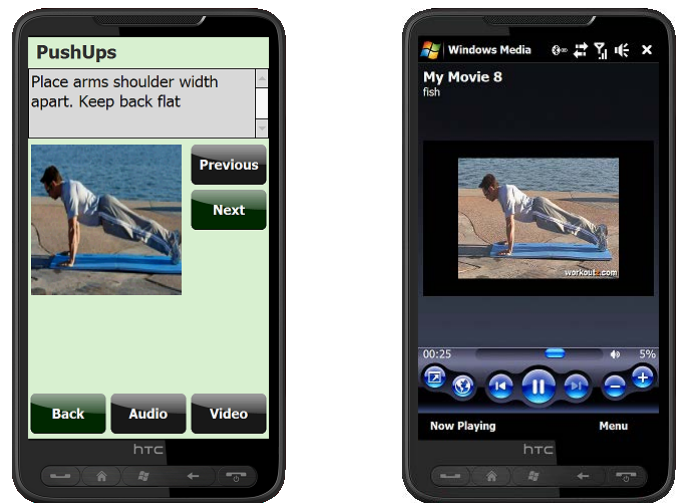 PushUps
Place arms shoulder width
apart. Keep back flat
Previous
Next
Back
Audio
Video
hTC
Windows Media
My Movie 8
fish
workoutz.com
00:25
5%
Now Playing
Menu
hTC